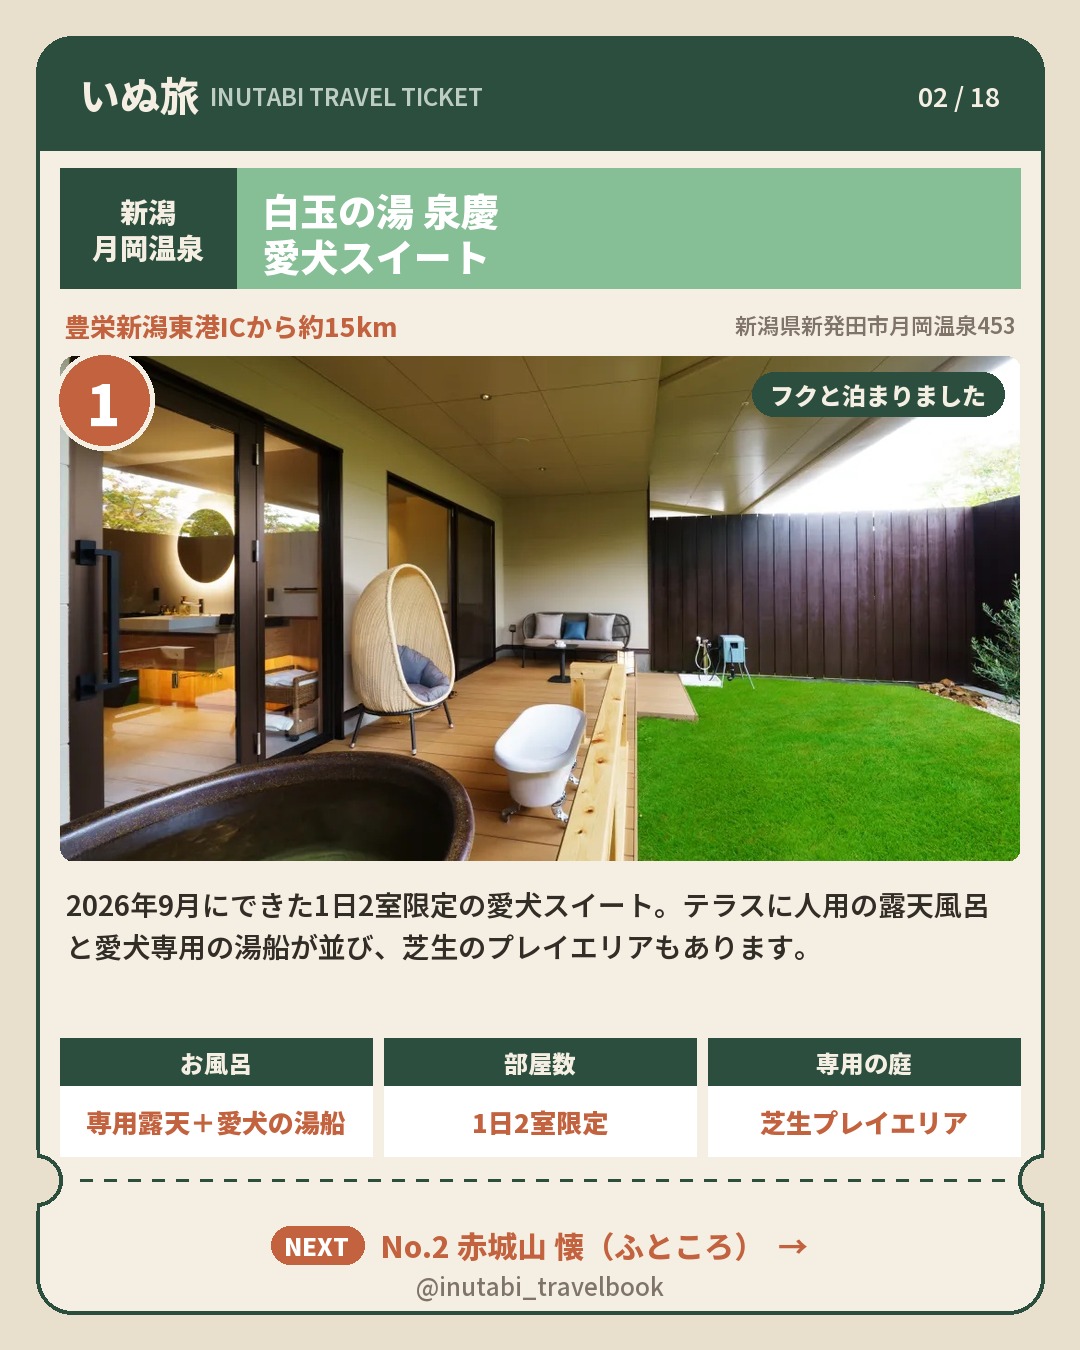 いぬ旅 INUTABI TRAVEL TICKET
02 / 18
新潟
月岡温泉
白玉の湯 泉慶
愛犬スイート
豊栄新潟東港ICから約15km
新潟県新発田市月岡温泉453
1
フクと泊まりました
2026年9月にできた1日2室限定の愛犬スイート。テラスに人用の露天風呂
と愛犬専用の湯船が並び、芝生のプレイエリアもあります。
お風呂
専用露天＋愛犬の湯船
部屋数
1日2室限定
専用の庭
芝生プレイエリア
NEXT No.2 赤城山 懐（ふところ） →
@inutabi_travelbook